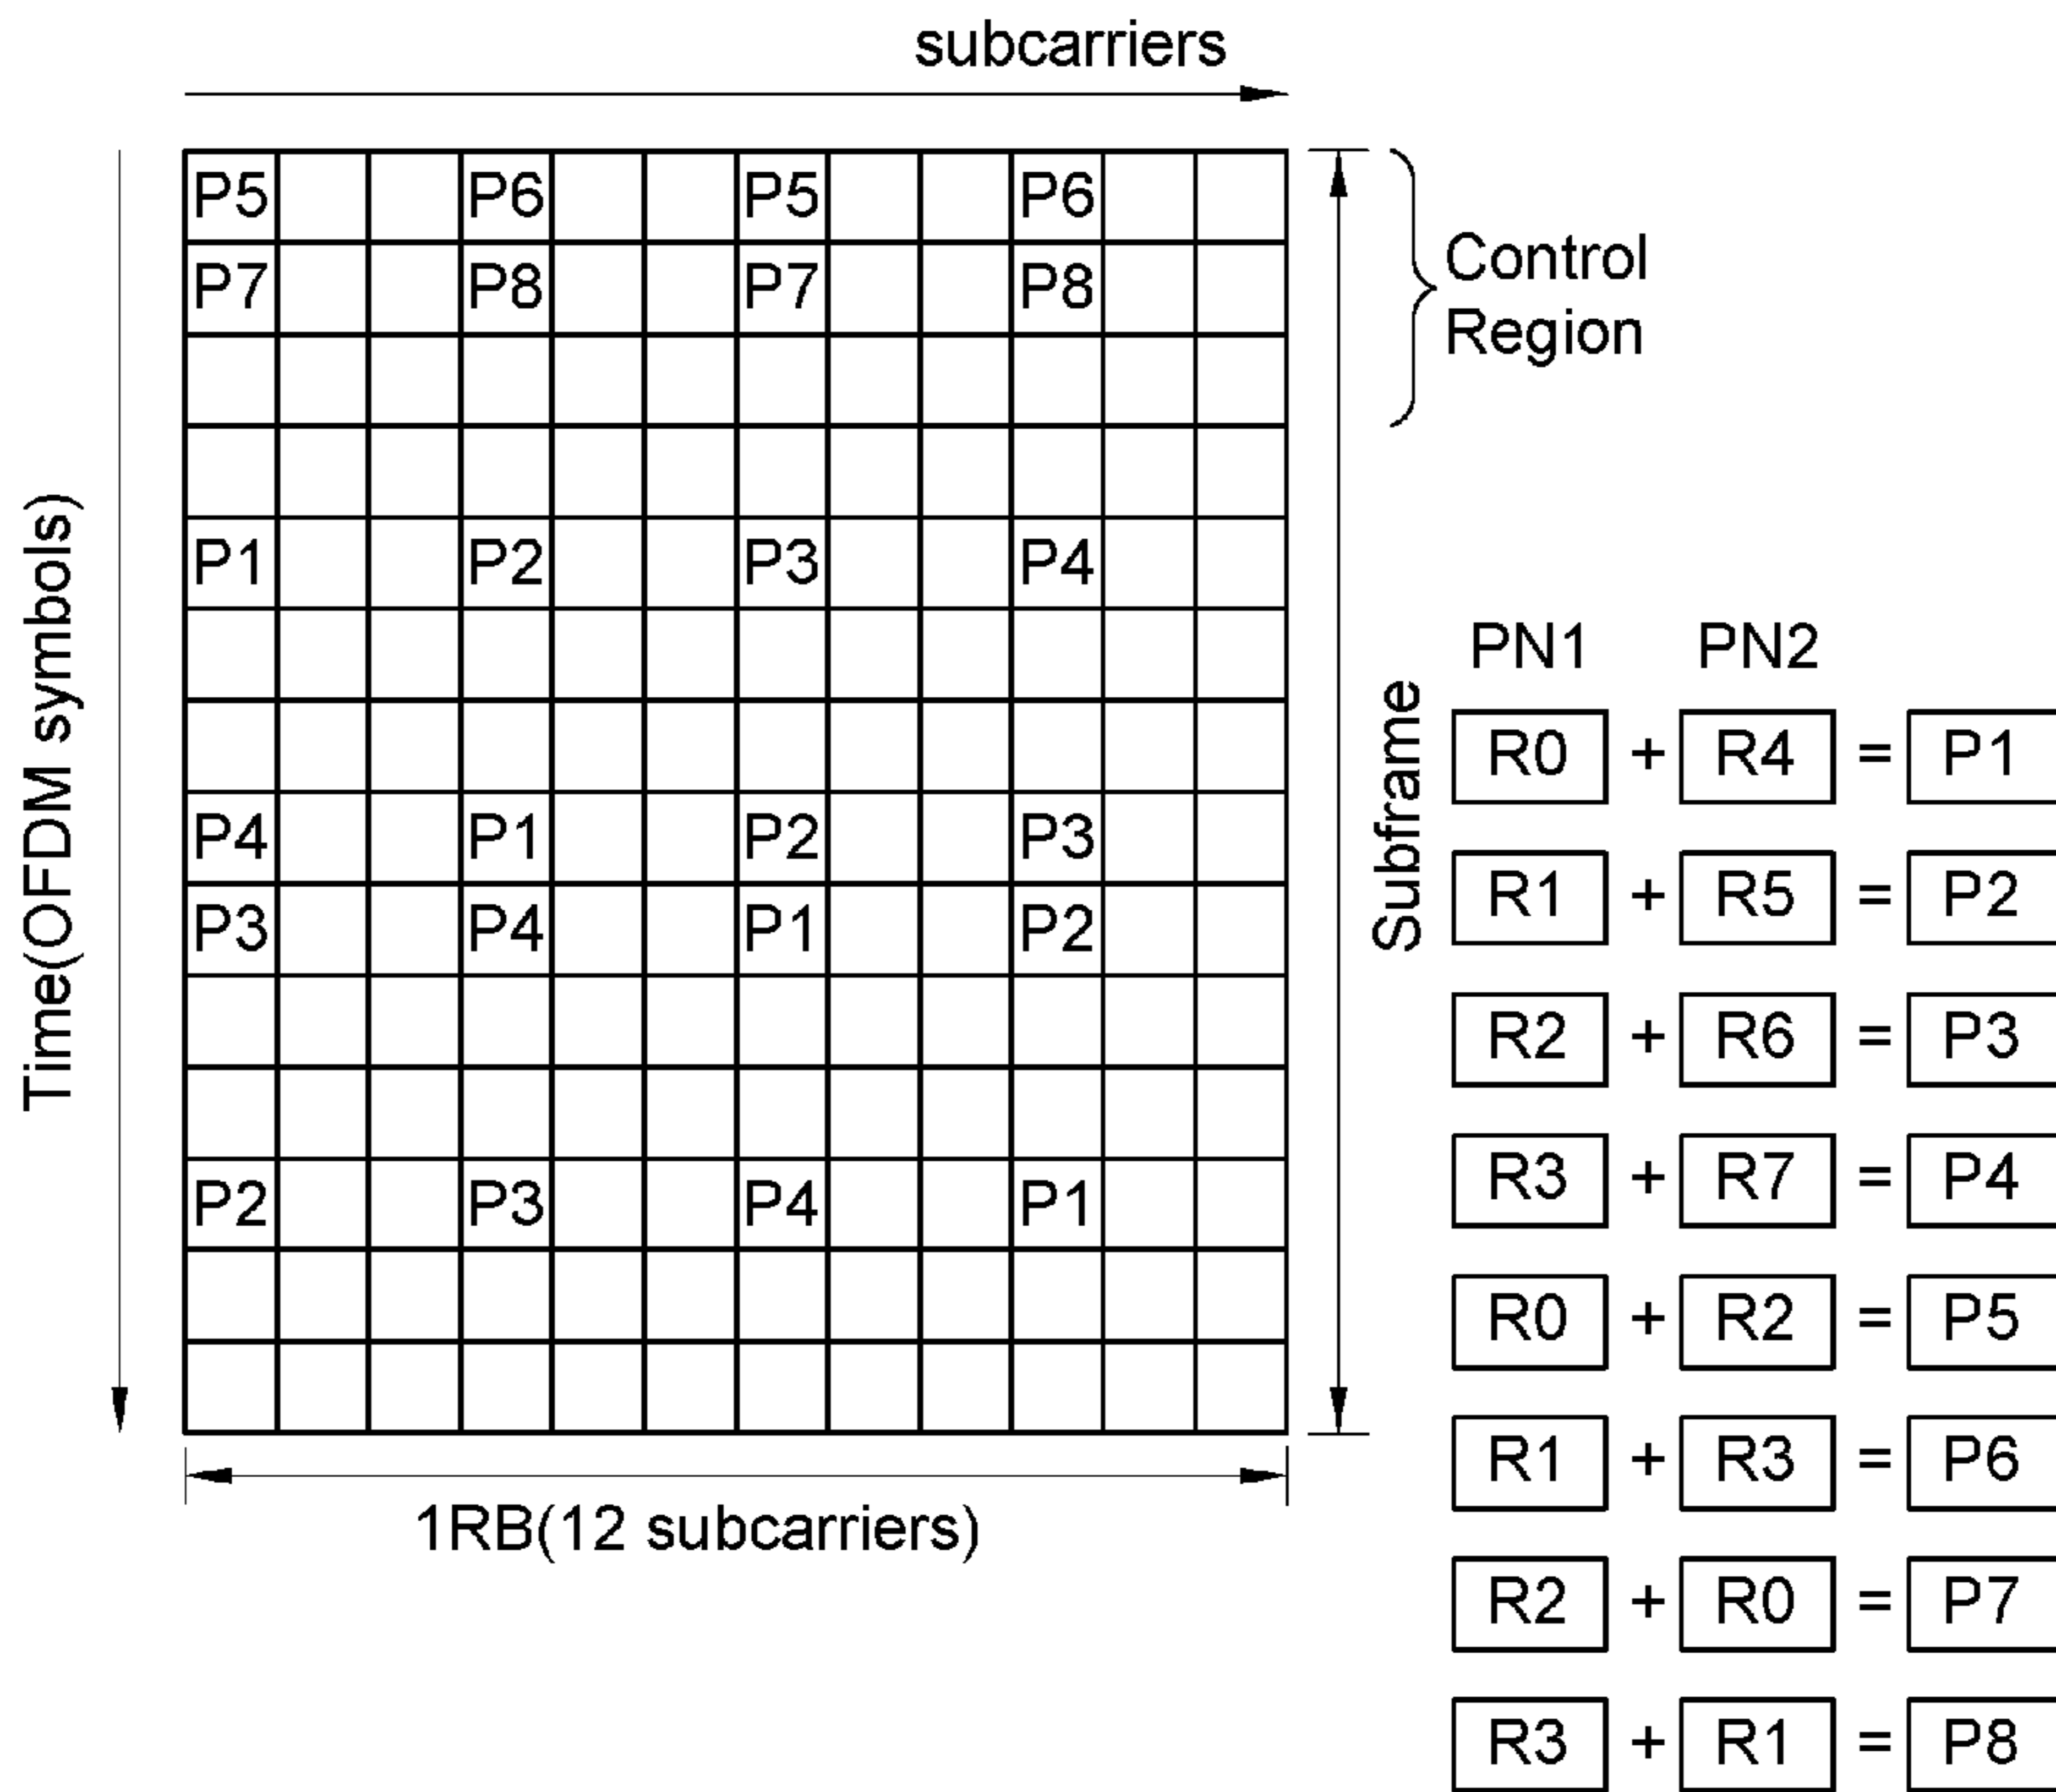 subcarriers
P5 P6 P5 P6
P7 P8 P7 P8
Control
Region
P1 P2 P3 P4
P4 P1 P2 P3
P3 P4 P1 P2
P2 P3 P4 P1
Time(OFDM symbols)
Subframe
1RB(12 subcarriers)
PN1 PN2
R0 + R4 = P1
R1 + R5 = P2
R2 + R6 = P3
R3 + R7 = P4
R0 + R2 = P5
R1 + R3 = P6
R2 + R0 = P7
R3 + R1 = P8